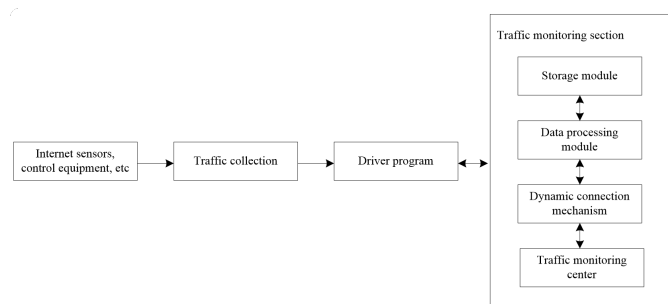 Traffic monitoring section
Storage module
Data processing
module
Internet sensors,
control equipment, etc
Traffic collection
Driver program
Dynamic connection
mechanism
Traffic monitoring
center